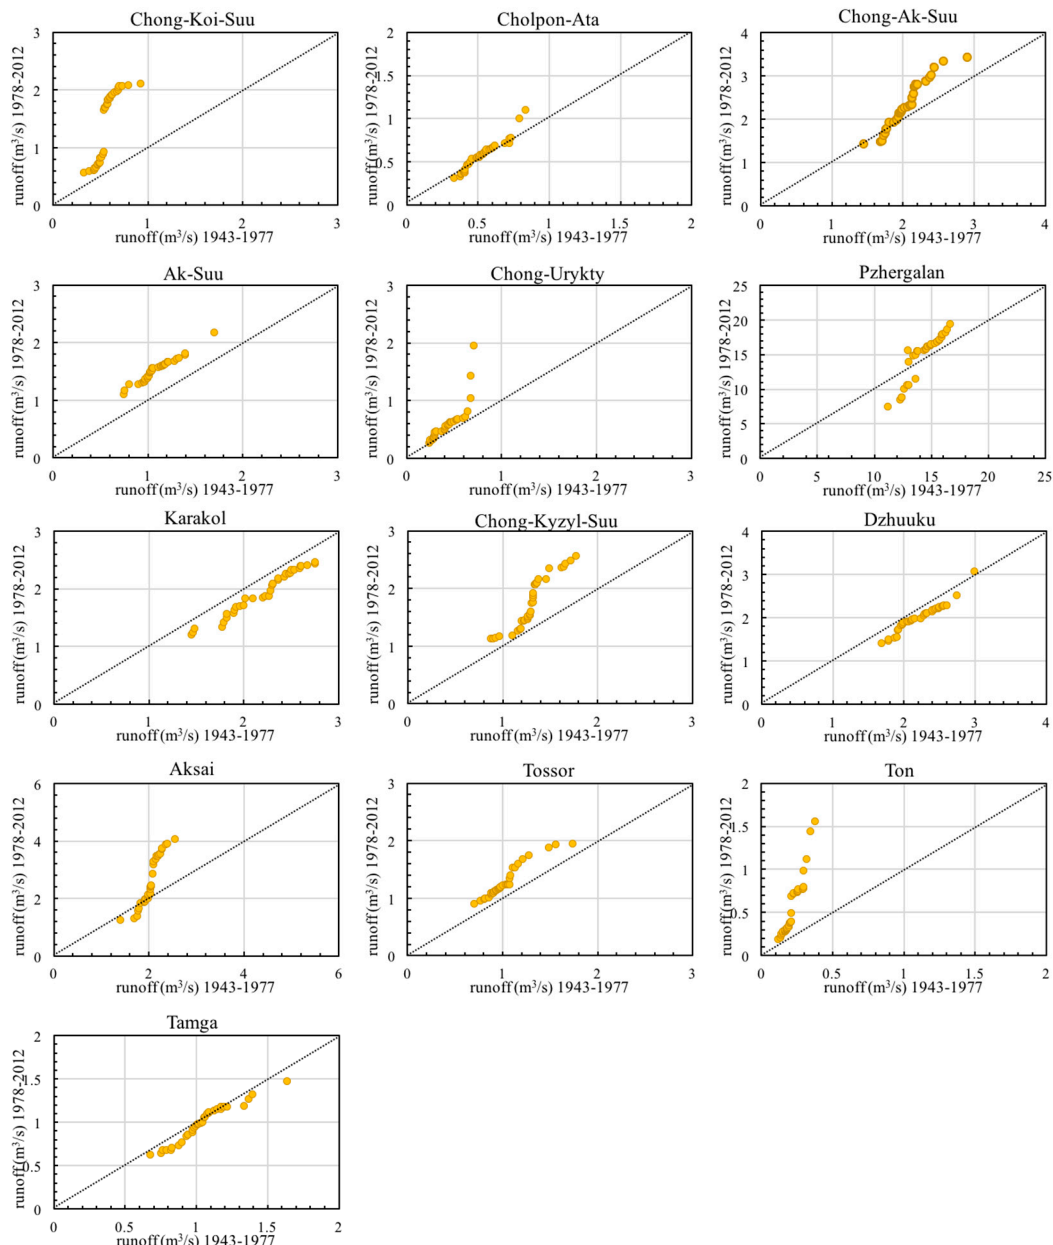 Chong-Koi-Suu
3
2
1
0
0 1 2 3
runoff (m³/s) 1978-2012
runoff (m³/s) 1943-1977
Cholpon-Ata
2
1.5
1
0.5
0
0 0.5 1 1.5 2
runoff (m³/s) 1978-2012
runoff (m³/s) 1943-1977
Chong-Ak-Suu
4
3
2
1
0
0 1 2 3 4
runoff (m³/s) 1978-2012
runoff (m³/s) 1943-1977
Ak-Suu
3
2
1
0
0 1 2 3
runoff (m³/s) 1978-2012
runoff (m³/s) 1943-1977
Chong-Urykty
3
2
1
0
0 1 2 3
runoff (m³/s) 1978-2012
runoff (m³/s) 1943-1977
Pzhergalan
25
20
15
10
5
0
0 5 10 15 20 25
runoff (m³/s) 1978-2012
runoff (m³/s) 1943-1977
Karakol
3
2
1
0
0 1 2 3
runoff (m³/s) 1978-2012
runoff (m³/s) 1943-1977
Chong-Kyzyl-Suu
3
2
1
0
0 1 2 3
runoff (m³/s) 1978-2012
runoff (m³/s) 1943-1977
Dzhuuku
4
3
2
1
0
0 1 2 3 4
runoff (m³/s) 1978-2012
runoff (m³/s) 1943-1977
Aksai
6
4
2
0
0 2 4 6
runoff (m³/s) 1978-2012
runoff (m³/s) 1943-1977
Tossor
3
2
1
0
0 1 2 3
runoff (m³/s) 1978-2012
runoff (m³/s) 1943-1977
Ton
2
1.5
1
0.5
0
0 0.5 1 1.5 2
runoff (m³/s) 1978-2012
runoff (m³/s) 1943-1977
Tamga
2
1.5
1
0.5
0
0 0.5 1 1.5 2
runoff (m³/s) 1978-2012
runoff (m³/s) 1943-1977